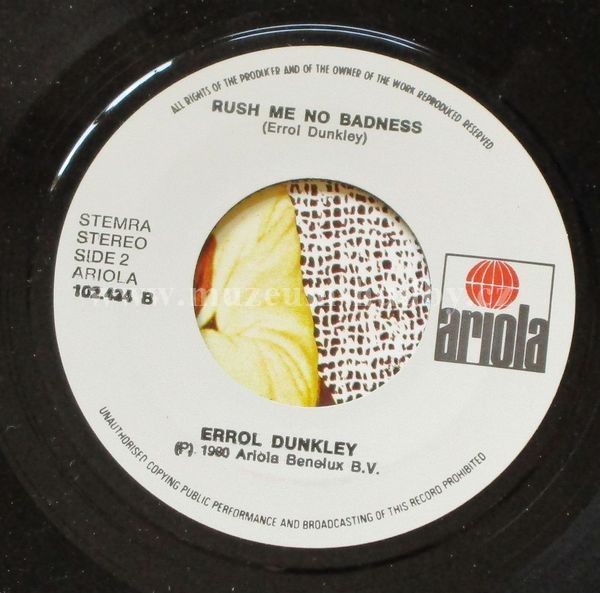 ALL RIGHTS OF THE PRODUCER AND OF THE OWNER OF THE WORK REPRODUCED RESERVED
RUSH ME NO BADNESS
(Errol Dunkley)
STEMRA
STEREO
SIDE 2
ARIOLA
102.424 B
ariola
ERROL DUNKLEY
(P) 1980 Ariola Benelux B.V.
UNAUTHORISED COPYING PUBLIC PERFORMANCE AND BROADCASTING OF THIS RECORD PROHIBITED